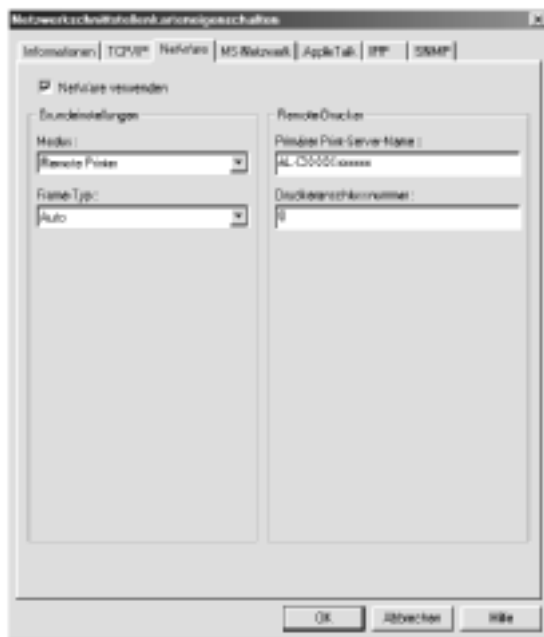 Netzwerkschnittstellenkarteneigenschaften
Informationen TCP/IP NetWare MS-Netzwerk AppleTalk IPP SNMP
NetWare verwenden
Grundeinstellungen
Modus :
Remote Printer
Frame-Typ :
Auto
Remote-Drucker
Primärer Print-Server-Name :
Druckeranschlussnummer :
0
OK Abbrechen Hilfe